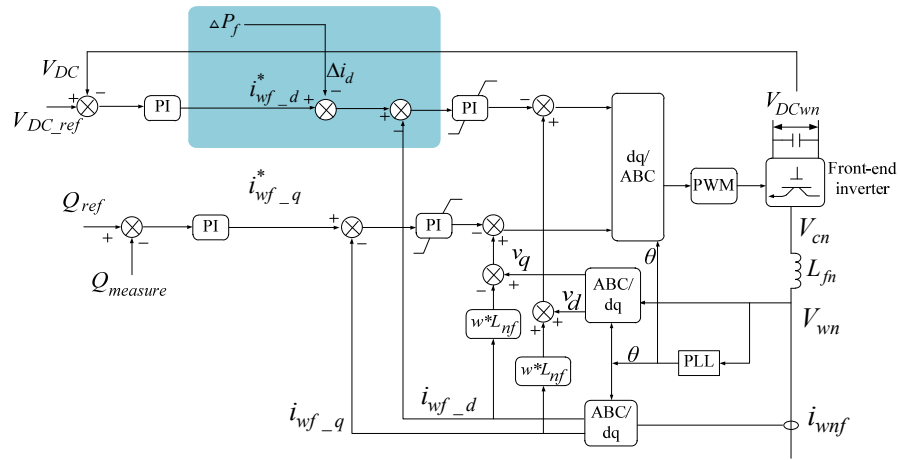 △P_f
V_DC
Δi_d
i*_wf_d
+
−
+
−
PI
+
−
PI
−
+
V_DC_ref
V_DCwn
dq/
ABC
PWM
Front-end
inverter
i*_wf_q
Q_ref
+
−
PI
+
−
PI
−
+
Q_measure
V_cn
θ
L_fn
v_q
−
+
ABC/
dq
v_d
+
+
V_wn
w*L_nf
θ
PLL
w*L_nf
i_wf_q
i_wf_d
ABC/
dq
i_wnf